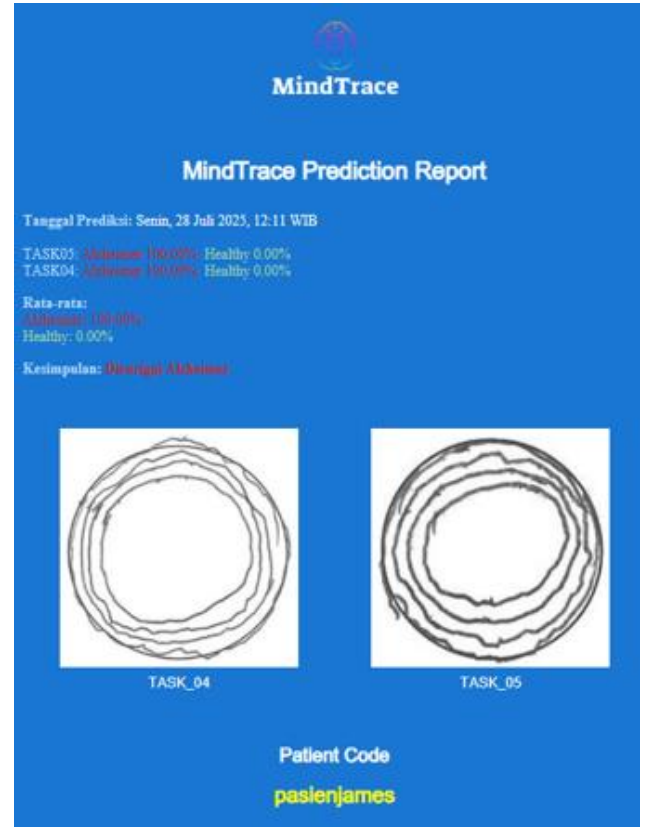 MindTrace
MindTrace Prediction Report
Tanggal Prediksi: Senin, 28 Juli 2025, 12:11 WIB
TASK05: Alzheimer 100.00%, Healthy 0.00%
TASK04: Alzheimer 100.00%, Healthy 0.00%
Rata-rata:
Alzheimer: 100.00%
Healthy: 0.00%
Kesimpulan: Dicurigai Alzheimer
TASK_04
TASK_05
Patient Code
pasienjames